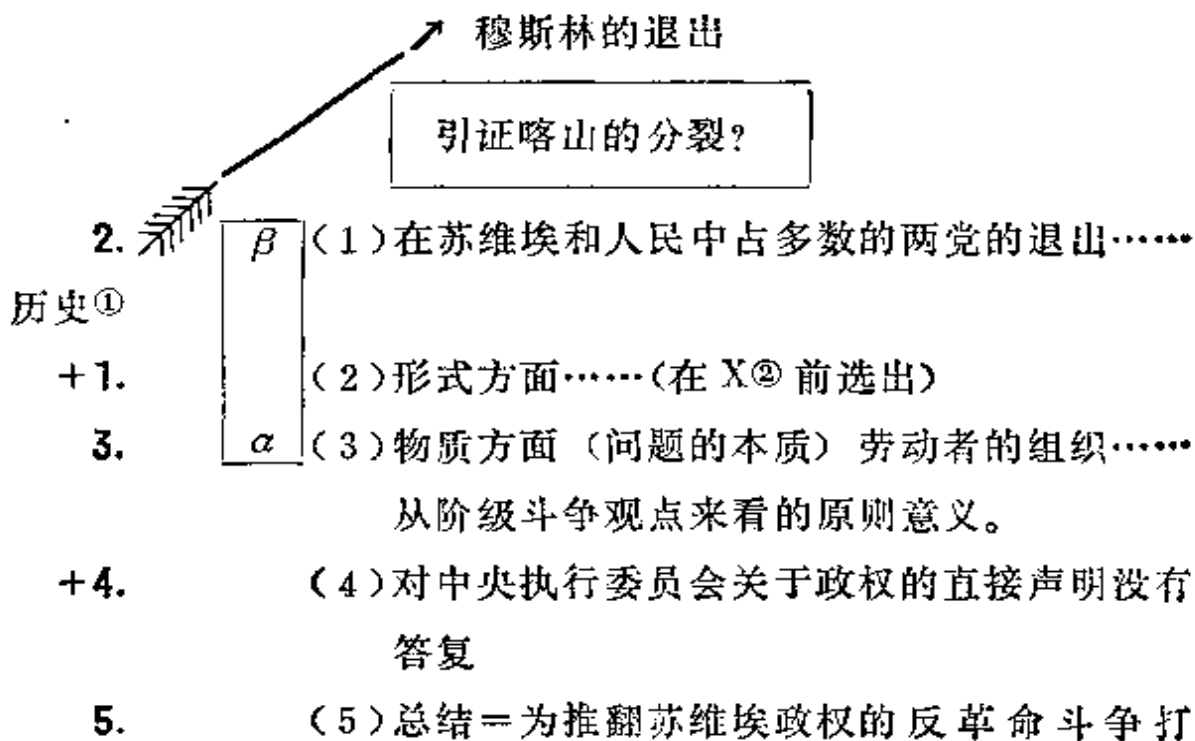 穆斯林的退出
引证喀山的分裂?
2. β (1)在苏维埃和人民中占多数的两党的退出……
历史①
+1. (2)形式方面……(在X②前选出)
3. α (3)物质方面(问题的本质)劳动者的组织……
从阶级斗争观点来看的原则意义。
+4. (4)对中央执行委员会关于政权的直接声明没有
答复
5. (5)总结=为推翻苏维埃政权的反革命斗争打